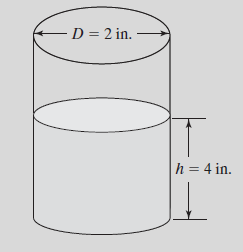 D = 2 in.
h = 4 in.